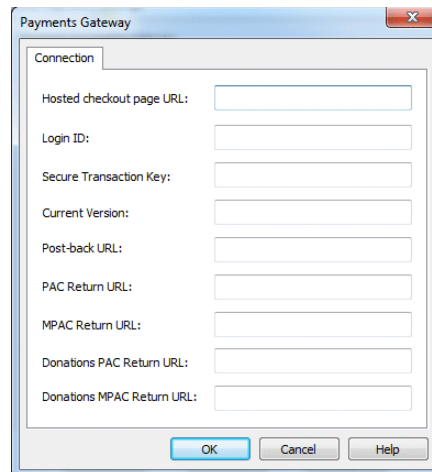 Payments Gateway
Connection
Hosted checkout page URL:
Login ID:
Secure Transaction Key:
Current Version:
Post-back URL:
PAC Return URL:
MPAC Return URL:
Donations PAC Return URL:
Donations MPAC Return URL:
OK Cancel Help